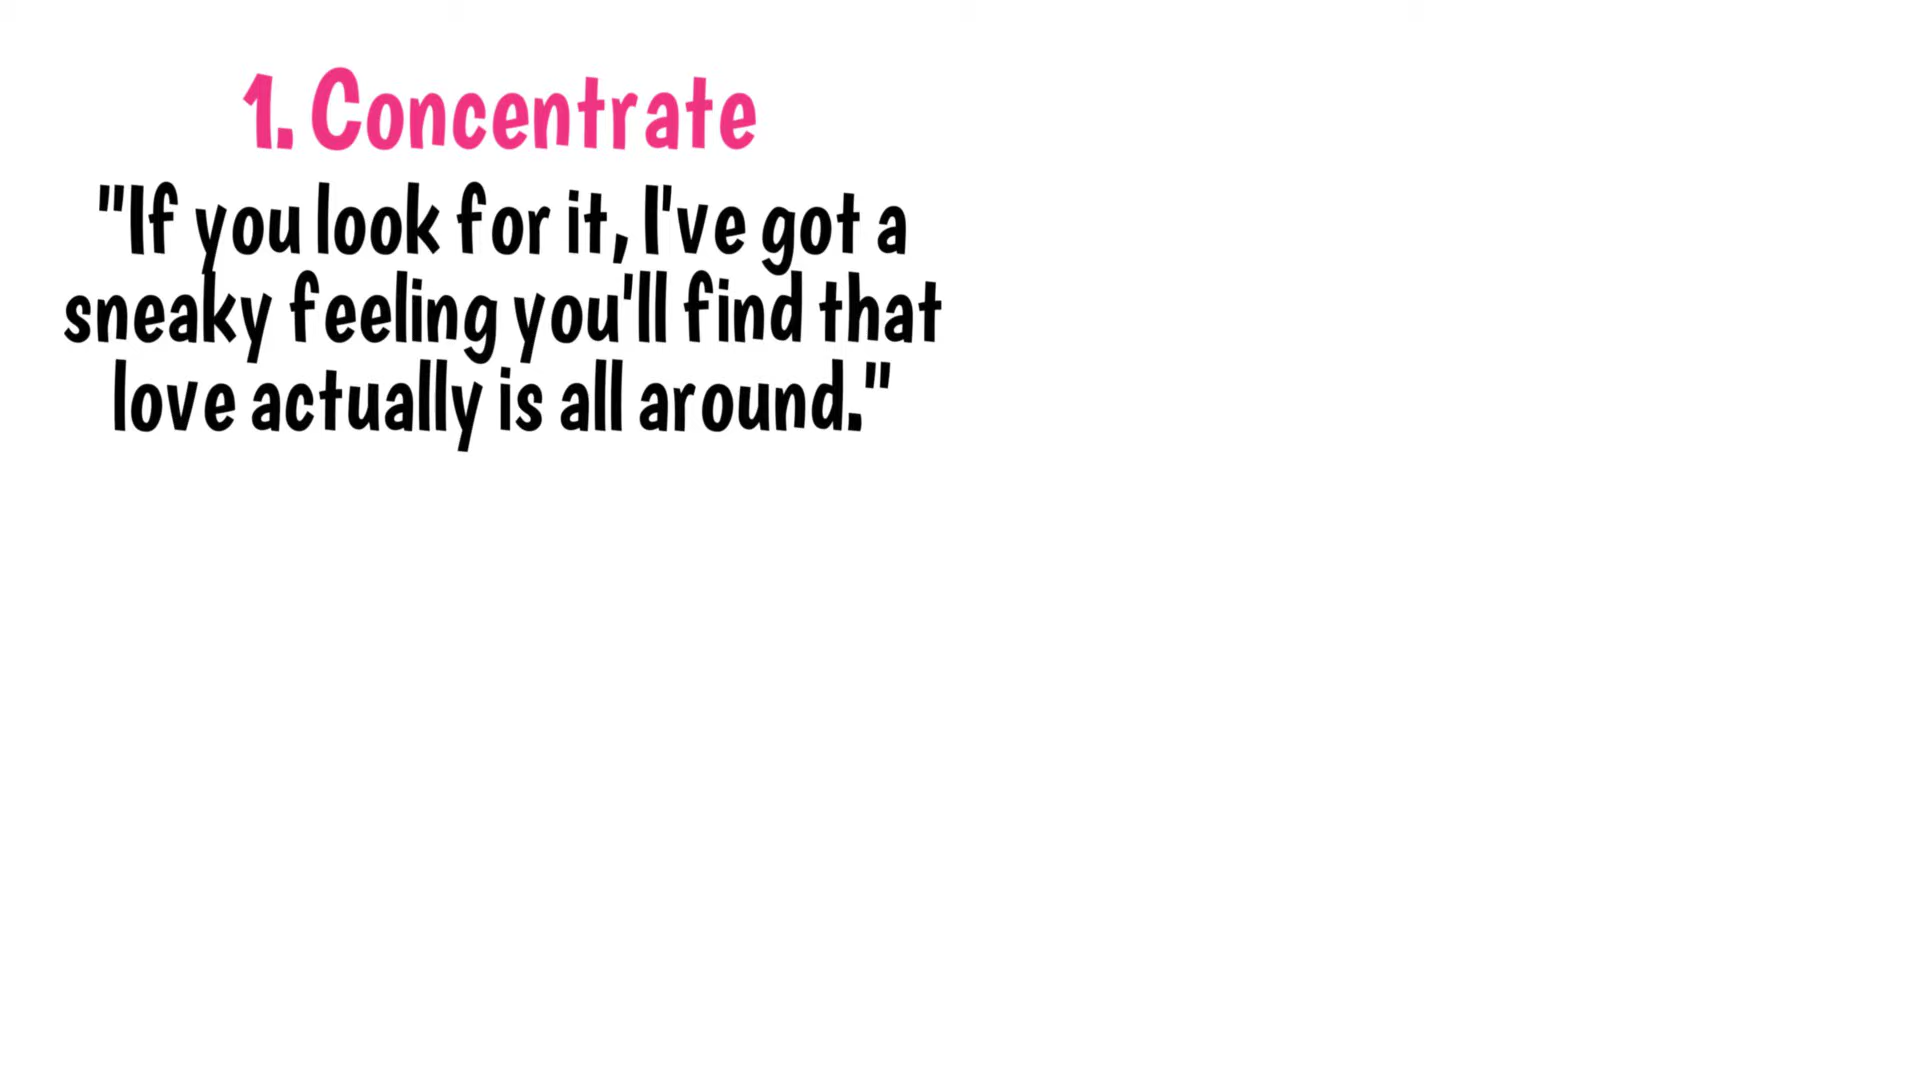 1. Concentrate
"If you look for it, I've got a
sneaky feeling you'll find that
love actually is all around."